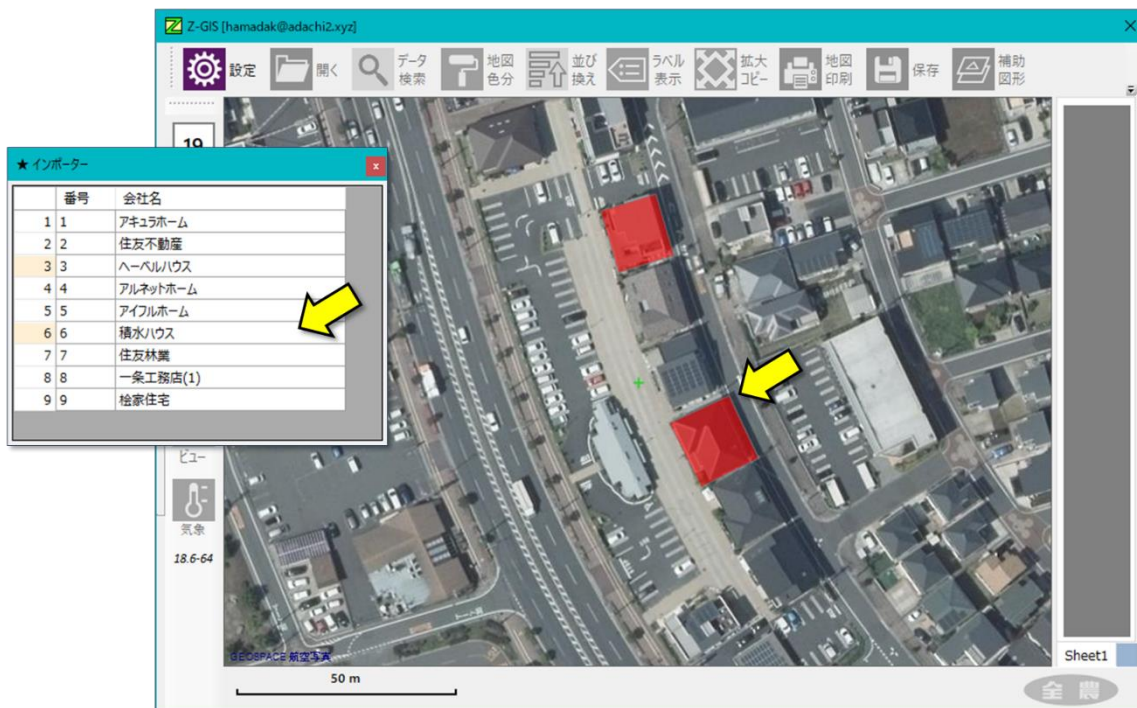 Z-GIS [hamadak@adachi2.xyz]
設定
開く
データ
検索
地図
色分
並び
換え
ラベル
表示
拡大
コピー
地図
印刷
保存
補助
図形
19
★ インポーター
番号 会社名
1 1 アキュラホーム
2 2 住友不動産
3 3 ヘーベルハウス
4 4 アルネットホーム
5 5 アイフルホーム
6 6 積水ハウス
7 7 住友林業
8 8 一条工務店(1)
9 9 桧家住宅
ビュー
気象
18.6-64
GEOSPACE 航空写真
50 m
Sheet1
全農